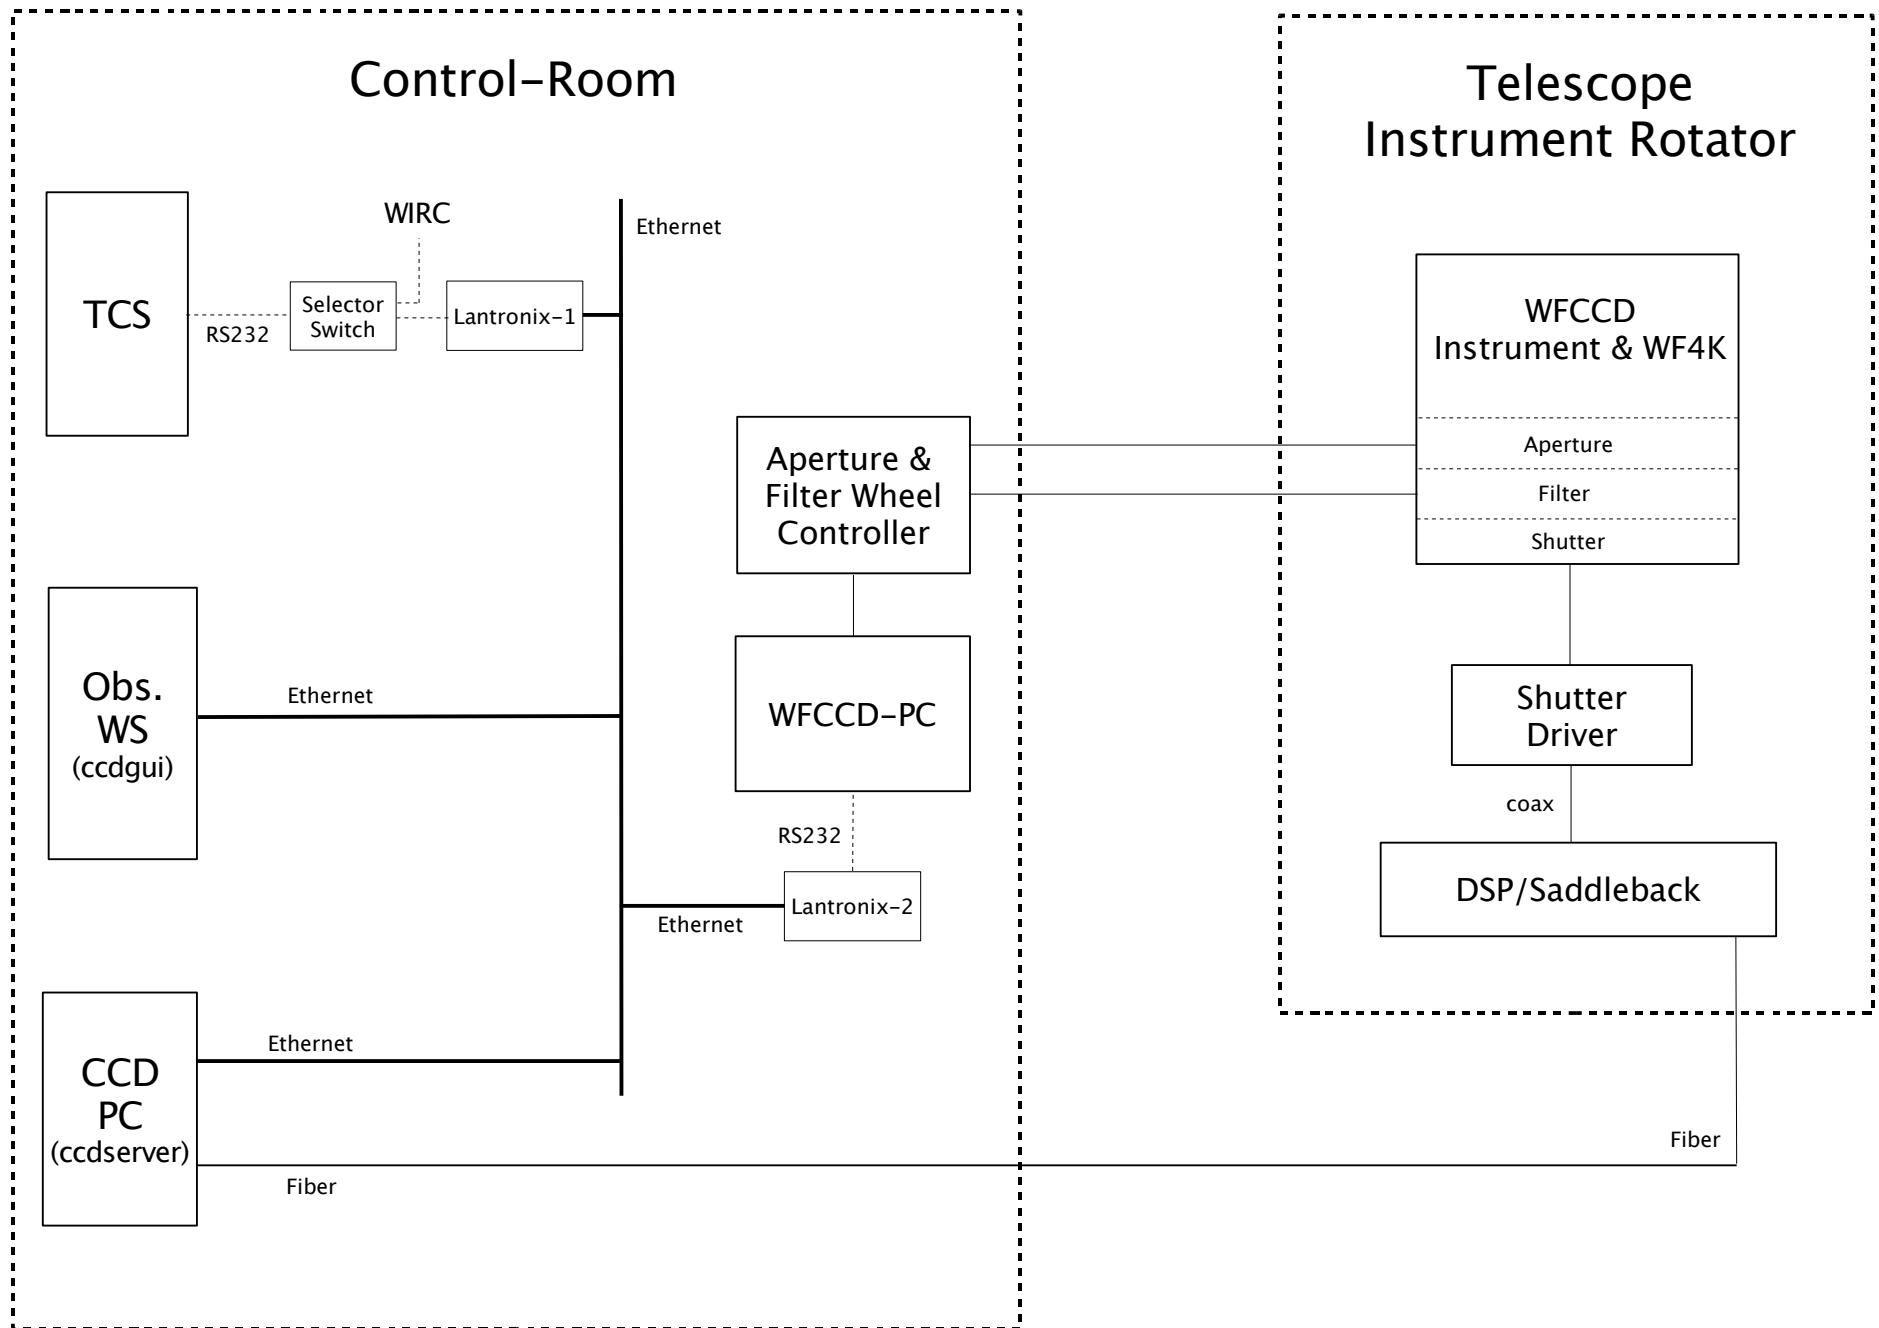 Control–Room
Telescope
Instrument Rotator
WIRC
Ethernet
TCS
RS232
Selector
Switch
Lantronix–1
WFCCD
Instrument & WF4K
Aperture
Filter
Shutter
Aperture &
Filter Wheel
Controller
Obs.
WS
(ccdgui)
Ethernet
WFCCD–PC
Shutter
Driver
coax
RS232
DSP/Saddleback
Lantronix–2
Ethernet
CCD
PC
(ccdserver)
Ethernet
Fiber
Fiber